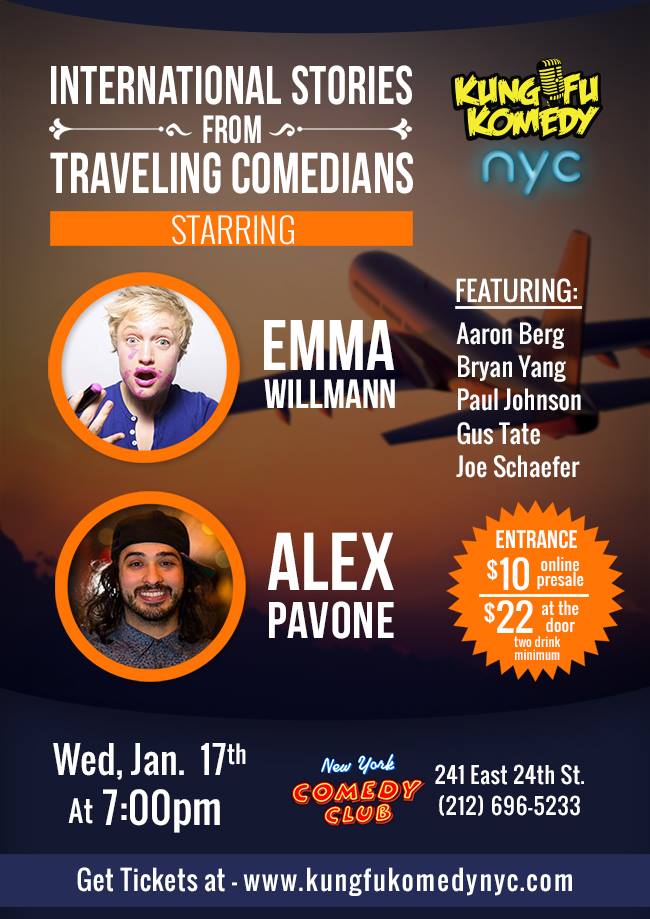 INTERNATIONAL STORIES
FROM
TRAVELING COMEDIANS
STARRING
KUNG FU
KOMEDY
nyc
EMMA
WILLMANN
FEATURING:
Aaron Berg
Bryan Yang
Paul Johnson
Gus Tate
Joe Schaefer
ALEX
PAVONE
ENTRANCE
$10 online presale
$22 at the door
two drink
minimum
Wed, Jan. 17th
At 7:00pm
New York
COMEDY
CLUB
241 East 24th St.
(212) 696-5233
Get Tickets at - www.kungfukomedynyc.com